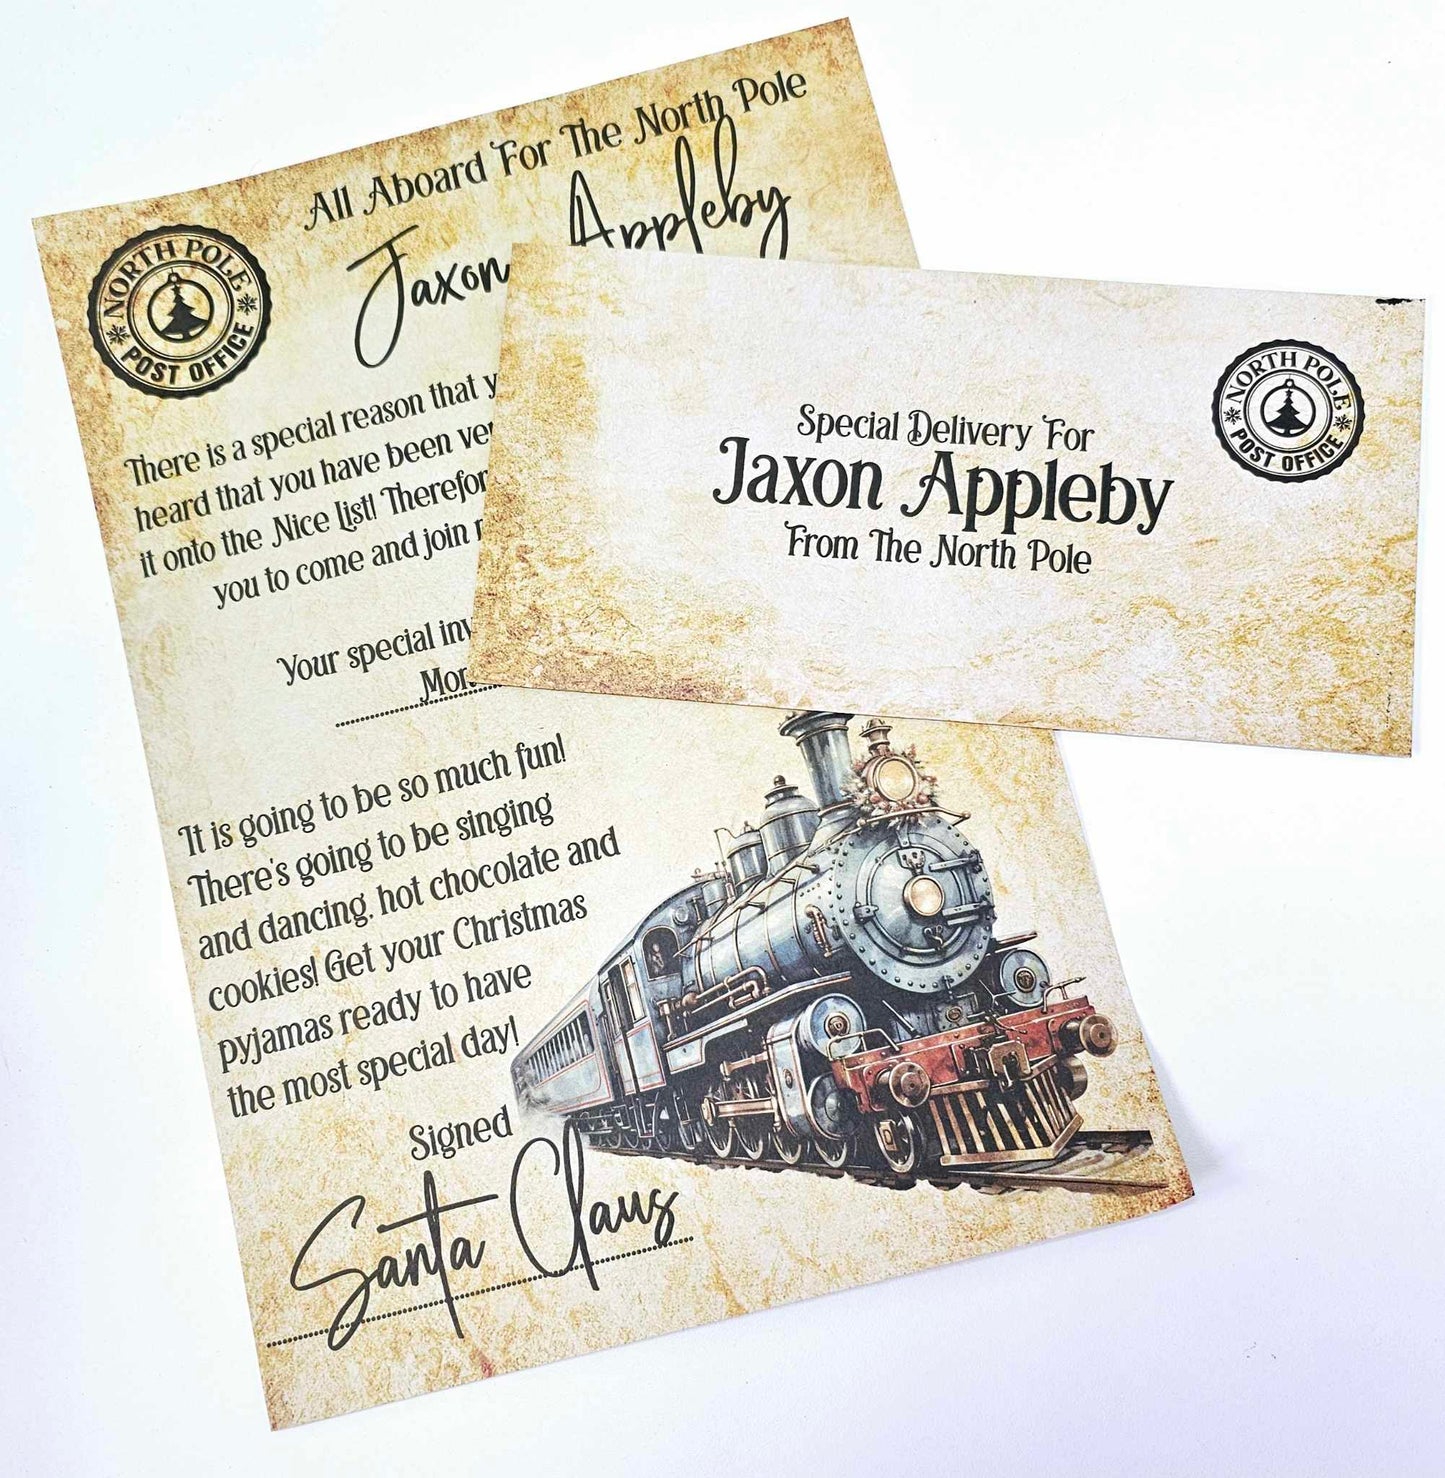 All Aboard For The North Pole
Jaxon Appleby
NORTH POLE
POST OFFICE
There is a special reason that
heard that you have been
it onto the Nice List!
you to come and join
Your special
It is going to be so much fun!
There's going to be singing
and dancing, hot chocolate and
cookies! Get your Christmas
pyjamas ready to have
the most special day!
Signed
Santa Claus
Special Delivery For
Jaxon Appleby
From The North Pole
NORTH POLE
POST OFFICE